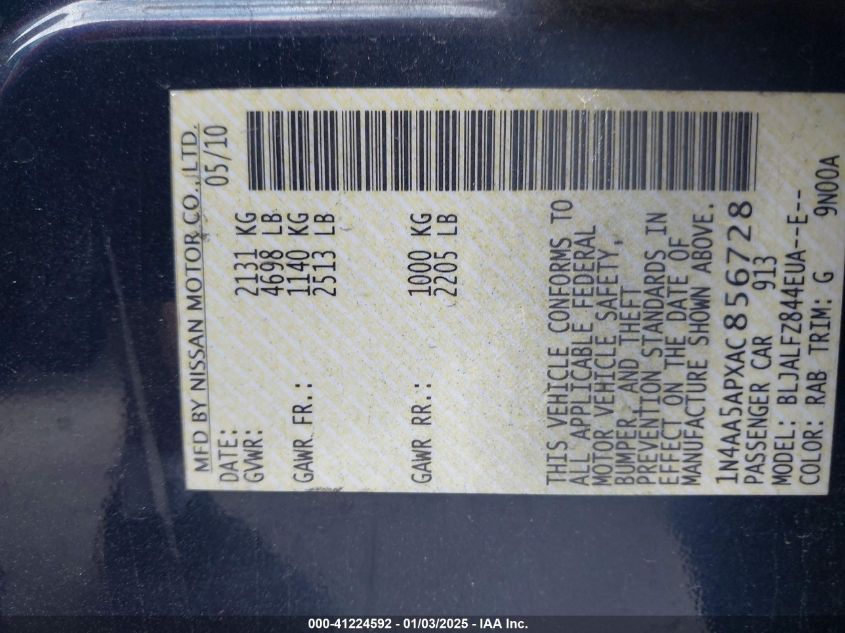 MFD BY NISSAN MOTOR CO.,LTD.
DATE: 05/10
GVWR: 2131 KG
4698 LB
GAWR FR.: 1140 KG
2513 LB
GAWR RR.: 1000 KG
2205 LB
THIS VEHICLE CONFORMS TO
ALL APPLICABLE FEDERAL
MOTOR VEHICLE SAFETY,
BUMPER AND THEFT
PREVENTION STANDARDS IN
EFFECT ON THE DATE OF
MANUFACTURE SHOWN ABOVE.
1N4AA5APXAC856728
PASSENGER CAR 913
MODEL: BLJALFZ844EUA--E--
COLOR: RAB TRIM: G 9N00A
000-41224592 - 01/03/2025 - IAA Inc.